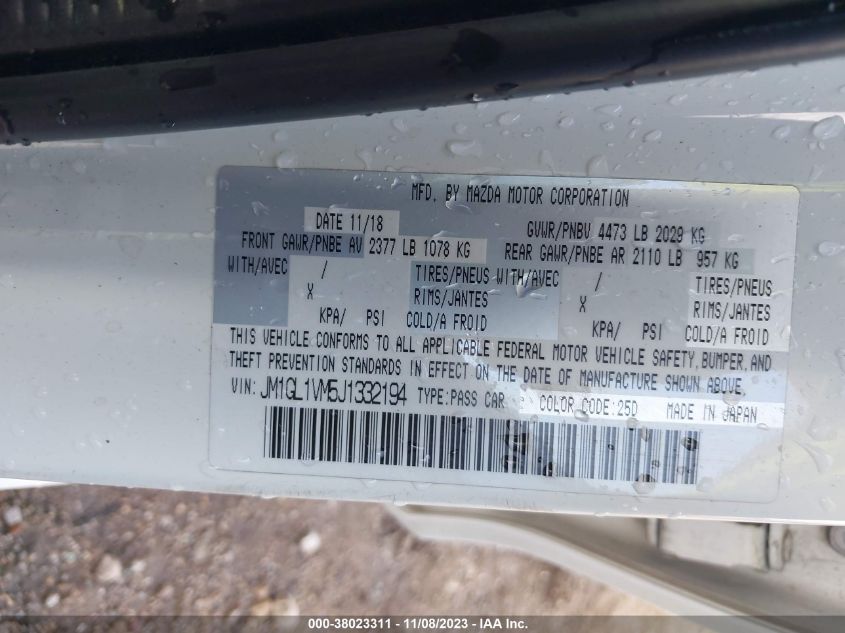 MFD. BY MAZDA MOTOR CORPORATION
DATE 11/18 GVWR/PNBV 4473 LB 2029 KG
FRONT GAWR/PNBE AV 2377 LB 1078 KG REAR GAWR/PNBE AR 2110 LB 957 KG
WITH/AVEC / TIRES/PNEUS WITH/AVEC / TIRES/PNEUS
X RIMS/JANTES X RIMS/JANTES
KPA/ PSI COLD/A FROID KPA/ PSI COLD/A FROID
THIS VEHICLE CONFORMS TO ALL APPLICABLE FEDERAL MOTOR VEHICLE SAFETY, BUMPER, AND
THEFT PREVENTION STANDARDS IN EFFECT ON THE DATE OF MANUFACTURE SHOWN ABOVE.
VIN: JM1GL1VM5J1332194 TYPE:PASS CAR COLOR CODE:25D MADE IN JAPAN
000-38023311 - 11/08/2023 - IAA Inc.